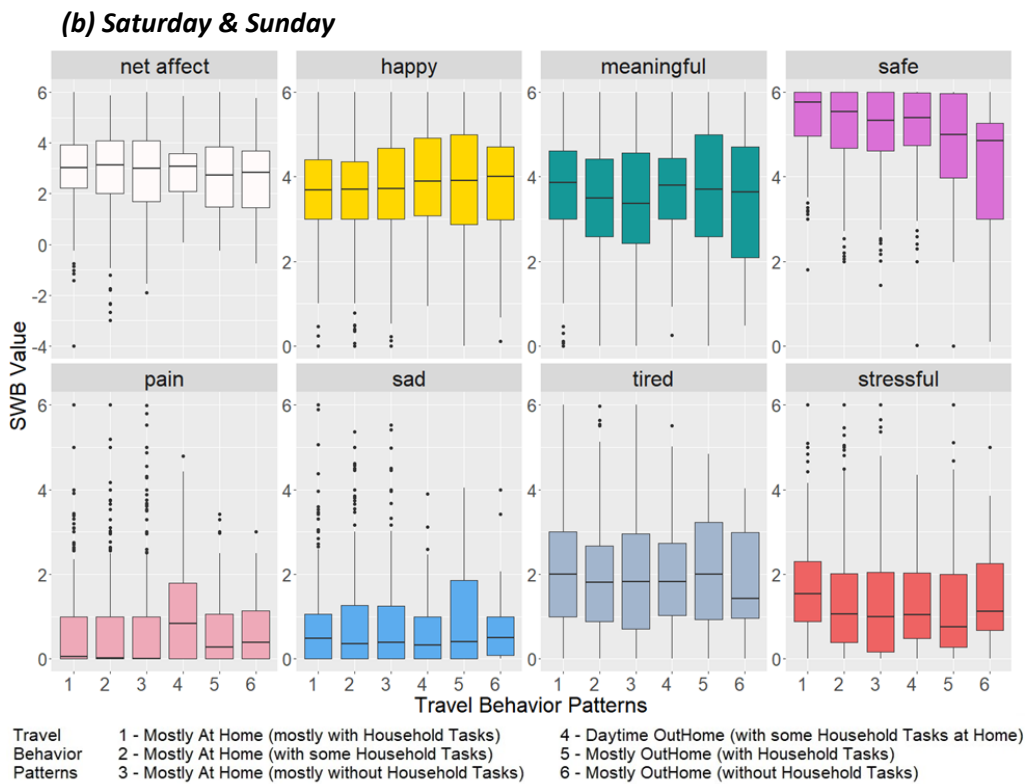 (b) Saturday & Sunday
net affect happy meaningful safe
6 6 6 6
4 4 4 4
2 2 2 2
0 0 0 0
-2
-4
SWB Value
pain sad tired stressful
6 6 6 6
4 4 4 4
2 2 2 2
0 0 0 0
1 2 3 4 5 6 1 2 3 4 5 6 1 2 3 4 5 6 1 2 3 4 5 6
Travel Behavior Patterns
Travel 1 - Mostly At Home (mostly with Household Tasks) 4 - Daytime OutHome (with some Household Tasks at Home)
Behavior 2 - Mostly At Home (with some Household Tasks) 5 - Mostly OutHome (with Household Tasks)
Patterns 3 - Mostly At Home (mostly without Household Tasks) 6 - Mostly OutHome (without Household Tasks)